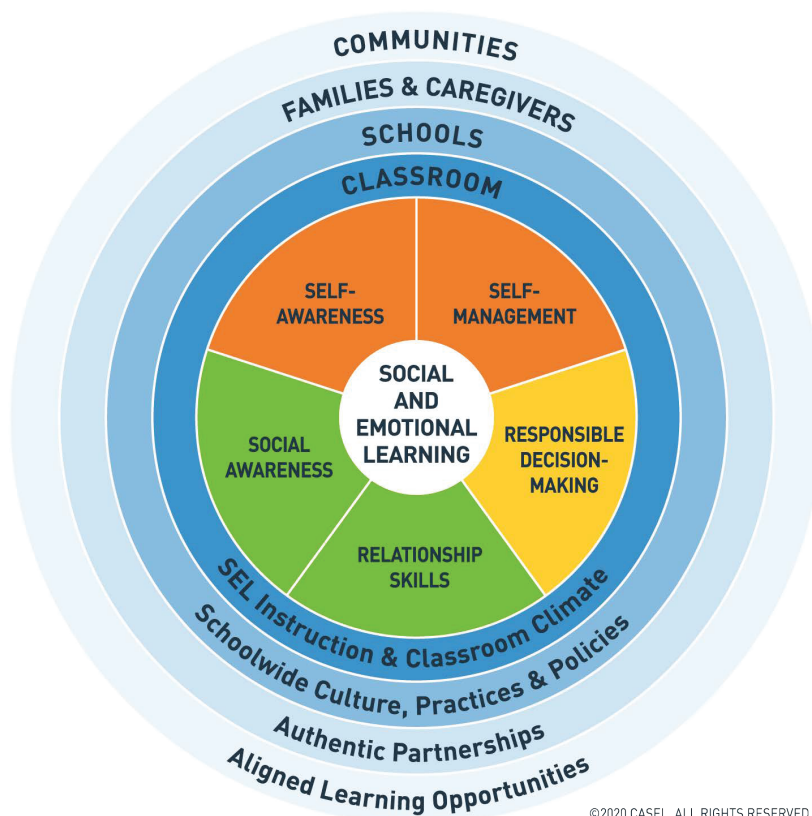 COMMUNITIES
FAMILIES & CAREGIVERS
SCHOOLS
CLASSROOM
SELF-
AWARENESS
SELF-
MANAGEMENT
SOCIAL
AND
EMOTIONAL
LEARNING
SOCIAL
AWARENESS
RESPONSIBLE
DECISION-
MAKING
RELATIONSHIP
SKILLS
SEL Instruction & Classroom Climate
Schoolwide Culture, Practices & Policies
Authentic Partnerships
Aligned Learning Opportunities
©2020 CASEL. ALL RIGHTS RESERVED